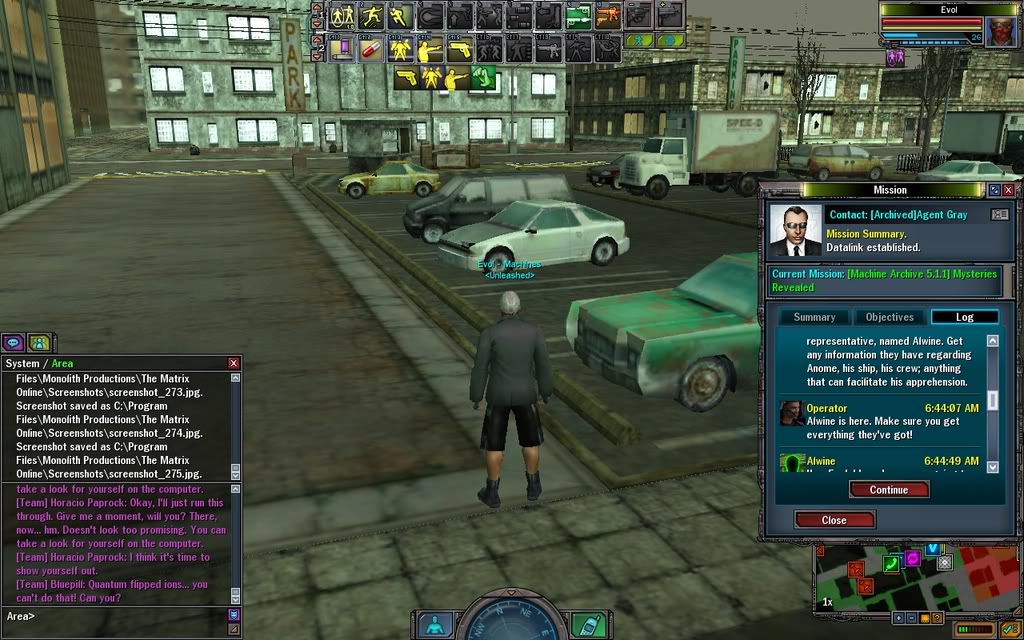 Evol
26
PARK
PARKING
SPEE-D
Mission
Contact: [Archived]Agent Gray
Mission Summary.
Datalink established.
Current Mission: [Machine Archive 5.1.1] Mysteries
Revealed
Summary
Objectives
Log
representative, named Alwine. Get
any information they have regarding
Anome, his ship, his crew; anything
that can facilitate his apprehension.
Operator 6:44:07 AM
Alwine is here. Make sure you get
everything they've got!
Alwine 6:44:49 AM
Continue
Close
Evol - Machines
<Unleashed>
System / Area
Files\Monolith Productions\The Matrix
Online\Screenshots\screenshot_273.jpg.
Screenshot saved as C:\Program
Files\Monolith Productions\The Matrix
Online\Screenshots\screenshot_274.jpg.
Screenshot saved as C:\Program
Files\Monolith Productions\The Matrix
Online\Screenshots\screenshot_275.jpg.
take a look for yourself on the computer.
[Team] Horacio Paprock: Okay, I'll just run this
through. Give me a moment, will you? There,
now... hm. Doesn't look too promising. You can
take a look for yourself on the computer.
[Team] Horacio Paprock: I think it's time to
show yourself out.
[Team] Bluepill: Quantum flipped ions... you
can't do that! Can you?
Area>
NW
N
NE
E
1x